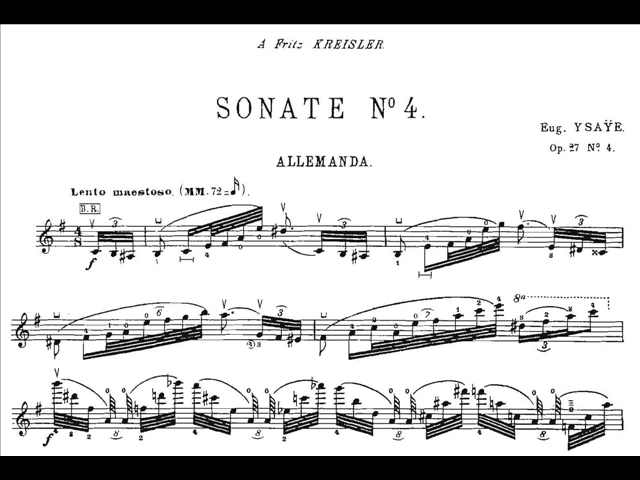 A Fritz KREISLER.
SONATE Nº 4.
Eug. YSAŸE.
Op. 27 Nº 4.
ALLEMANDA.
Lento maestoso. (MM. 72 = ).
B.R.